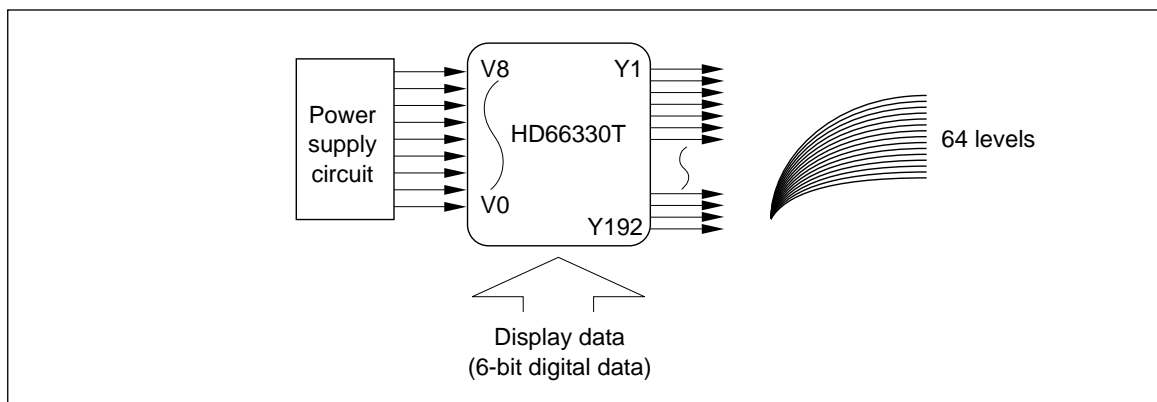 Power
supply
circuit
V8
V0
HD66330T
Y1
Y192
64 levels
Display data
(6-bit digital data)